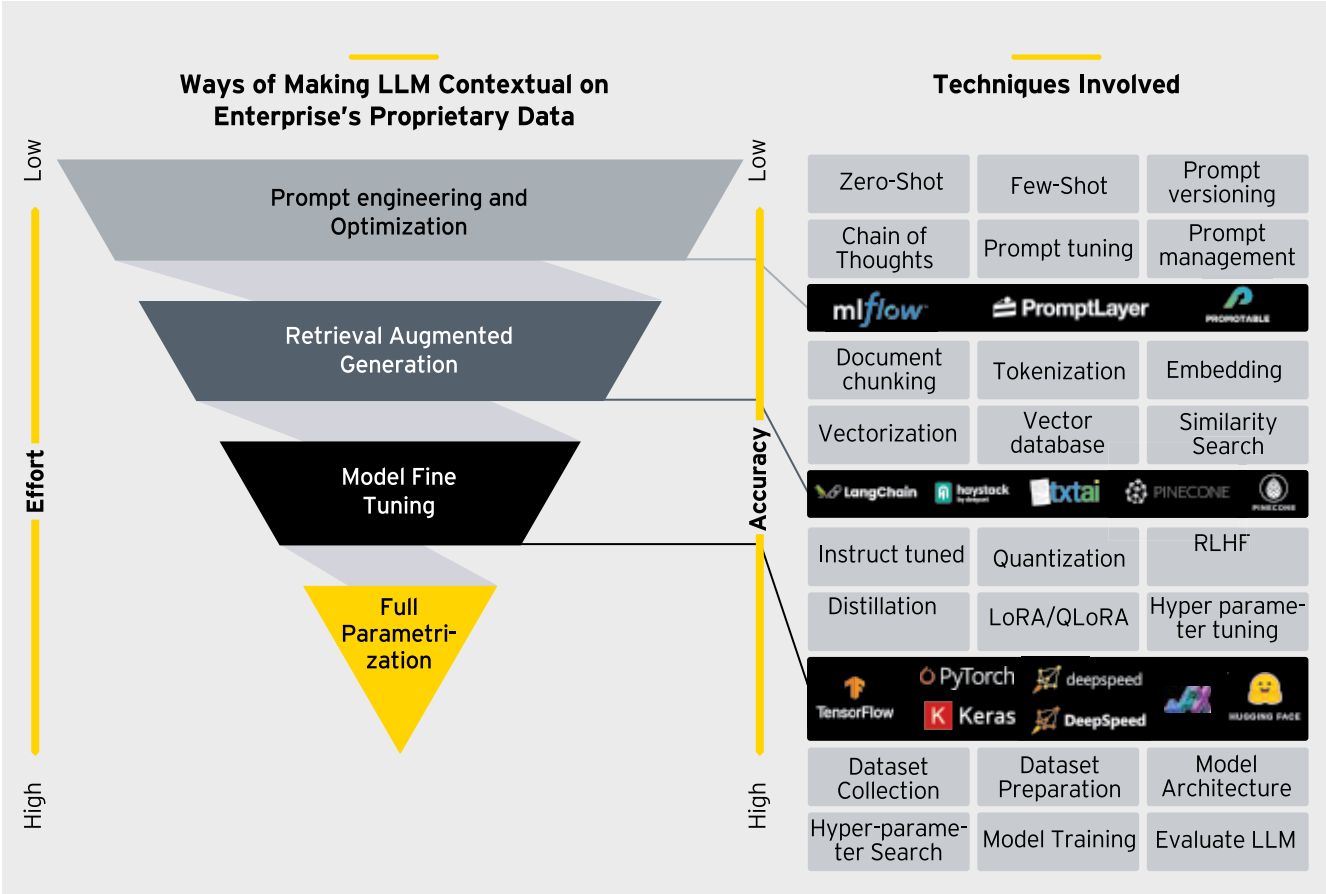 Ways of Making LLM Contextual on
Enterprise's Proprietary Data
Techniques Involved
Low
Effort
High
Prompt engineering and
Optimization
Retrieval Augmented
Generation
Model Fine
Tuning
Full
Parametri-
zation
Low
Accuracy
High
Zero-Shot
Few-Shot
Prompt
versioning
Chain of
Thoughts
Prompt tuning
Prompt
management
mlflow
PromptLayer
PROMOTABLE
Document
chunking
Tokenization
Embedding
Vectorization
Vector
database
Similarity
Search
LangChain
haystack
by deepset
txtai
PINECONE
PINECONE
Instruct tuned
Quantization
RLHF
Distillation
LoRA/QLoRA
Hyper parame-
ter tuning
TensorFlow
PyTorch
Keras
deepspeed
DeepSpeed
HUGGING FACE
Dataset
Collection
Dataset
Preparation
Model
Architecture
Hyper-parame-
ter Search
Model Training
Evaluate LLM